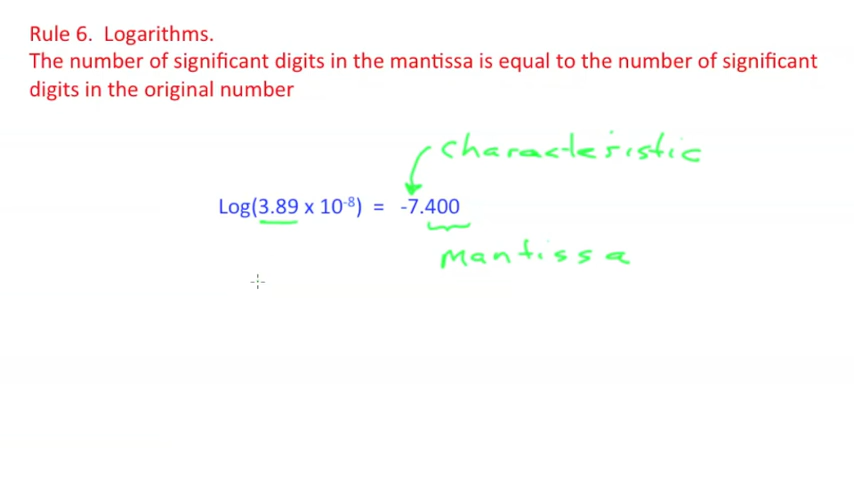 Rule 6. Logarithms.
The number of significant digits in the mantissa is equal to the number of significant
digits in the original number
characteristic
Log(3.89 x 10⁻⁸) = -7.400
mantissa